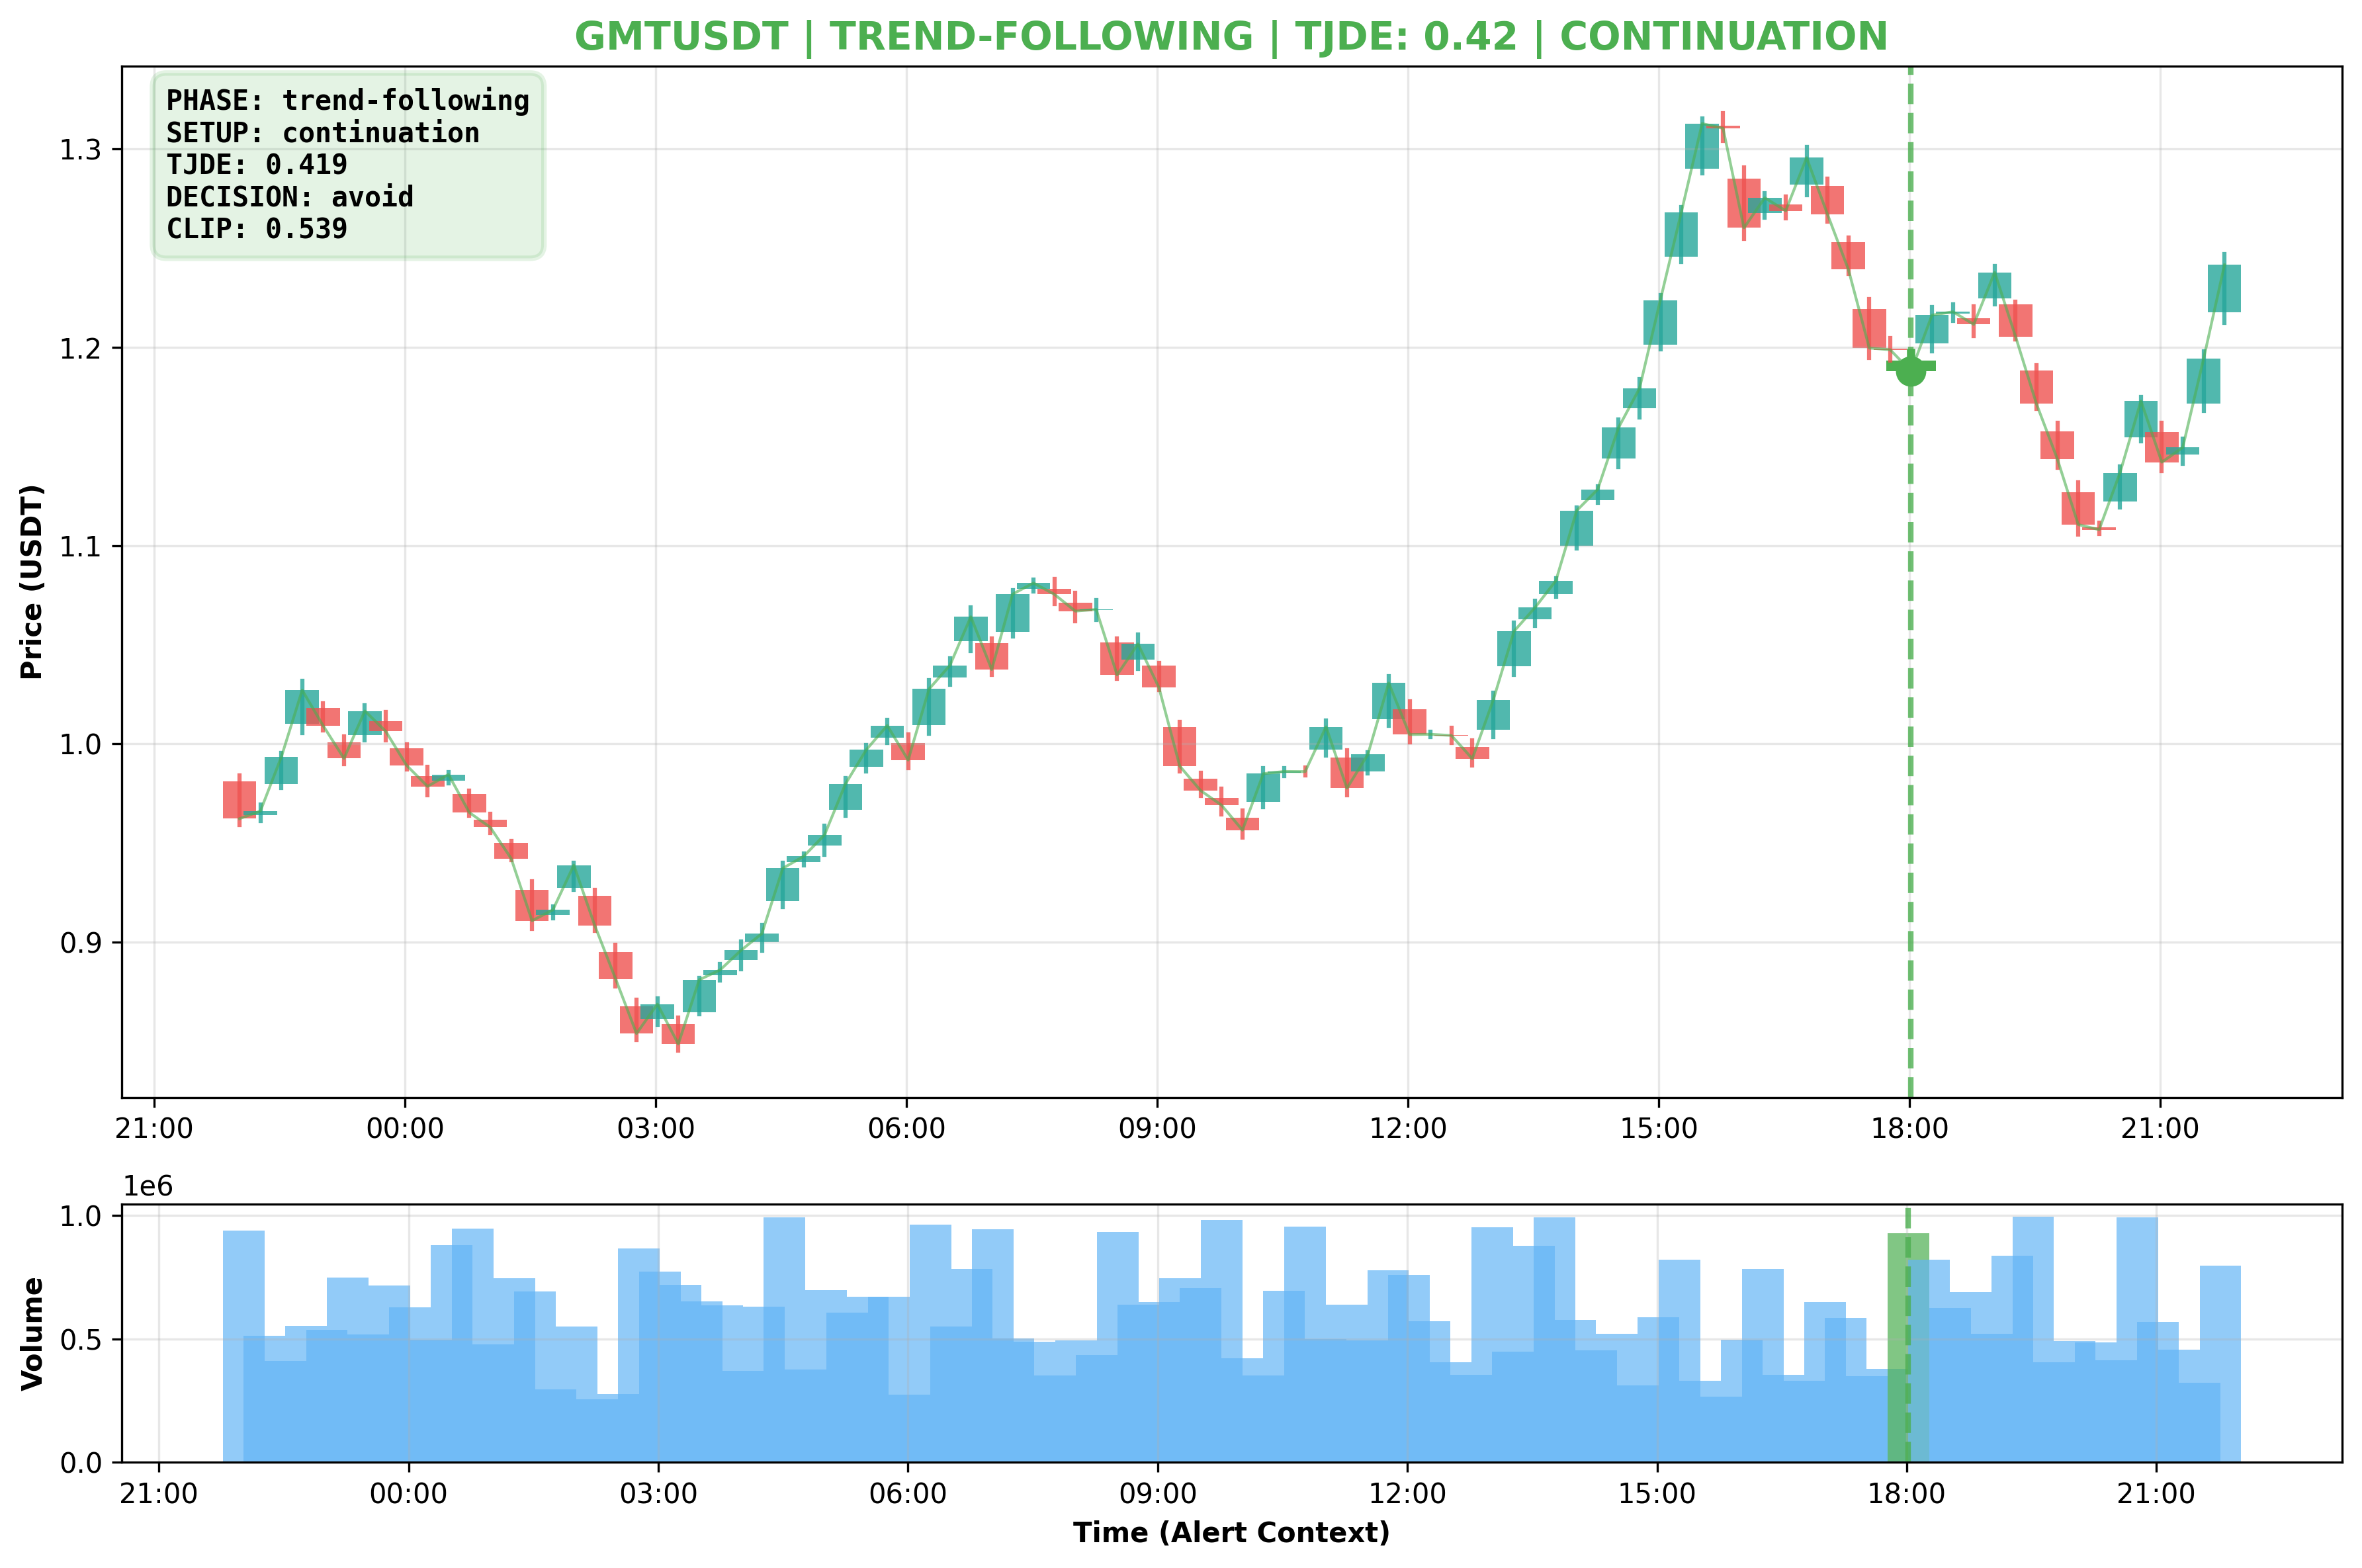 GMTUSDT | TREND-FOLLOWING | TJDE: 0.42 | CONTINUATION
PHASE: trend-following
SETUP: continuation
TJDE: 0.419
DECISION: avoid
CLIP: 0.539
Price (USDT)
1.3
1.2
1.1
1.0
0.9
21:00 00:00 03:00 06:00 09:00 12:00 15:00 18:00 21:00
1e6
Volume
1.0
0.5
0.0
21:00 00:00 03:00 06:00 09:00 12:00 15:00 18:00 21:00
Time (Alert Context)